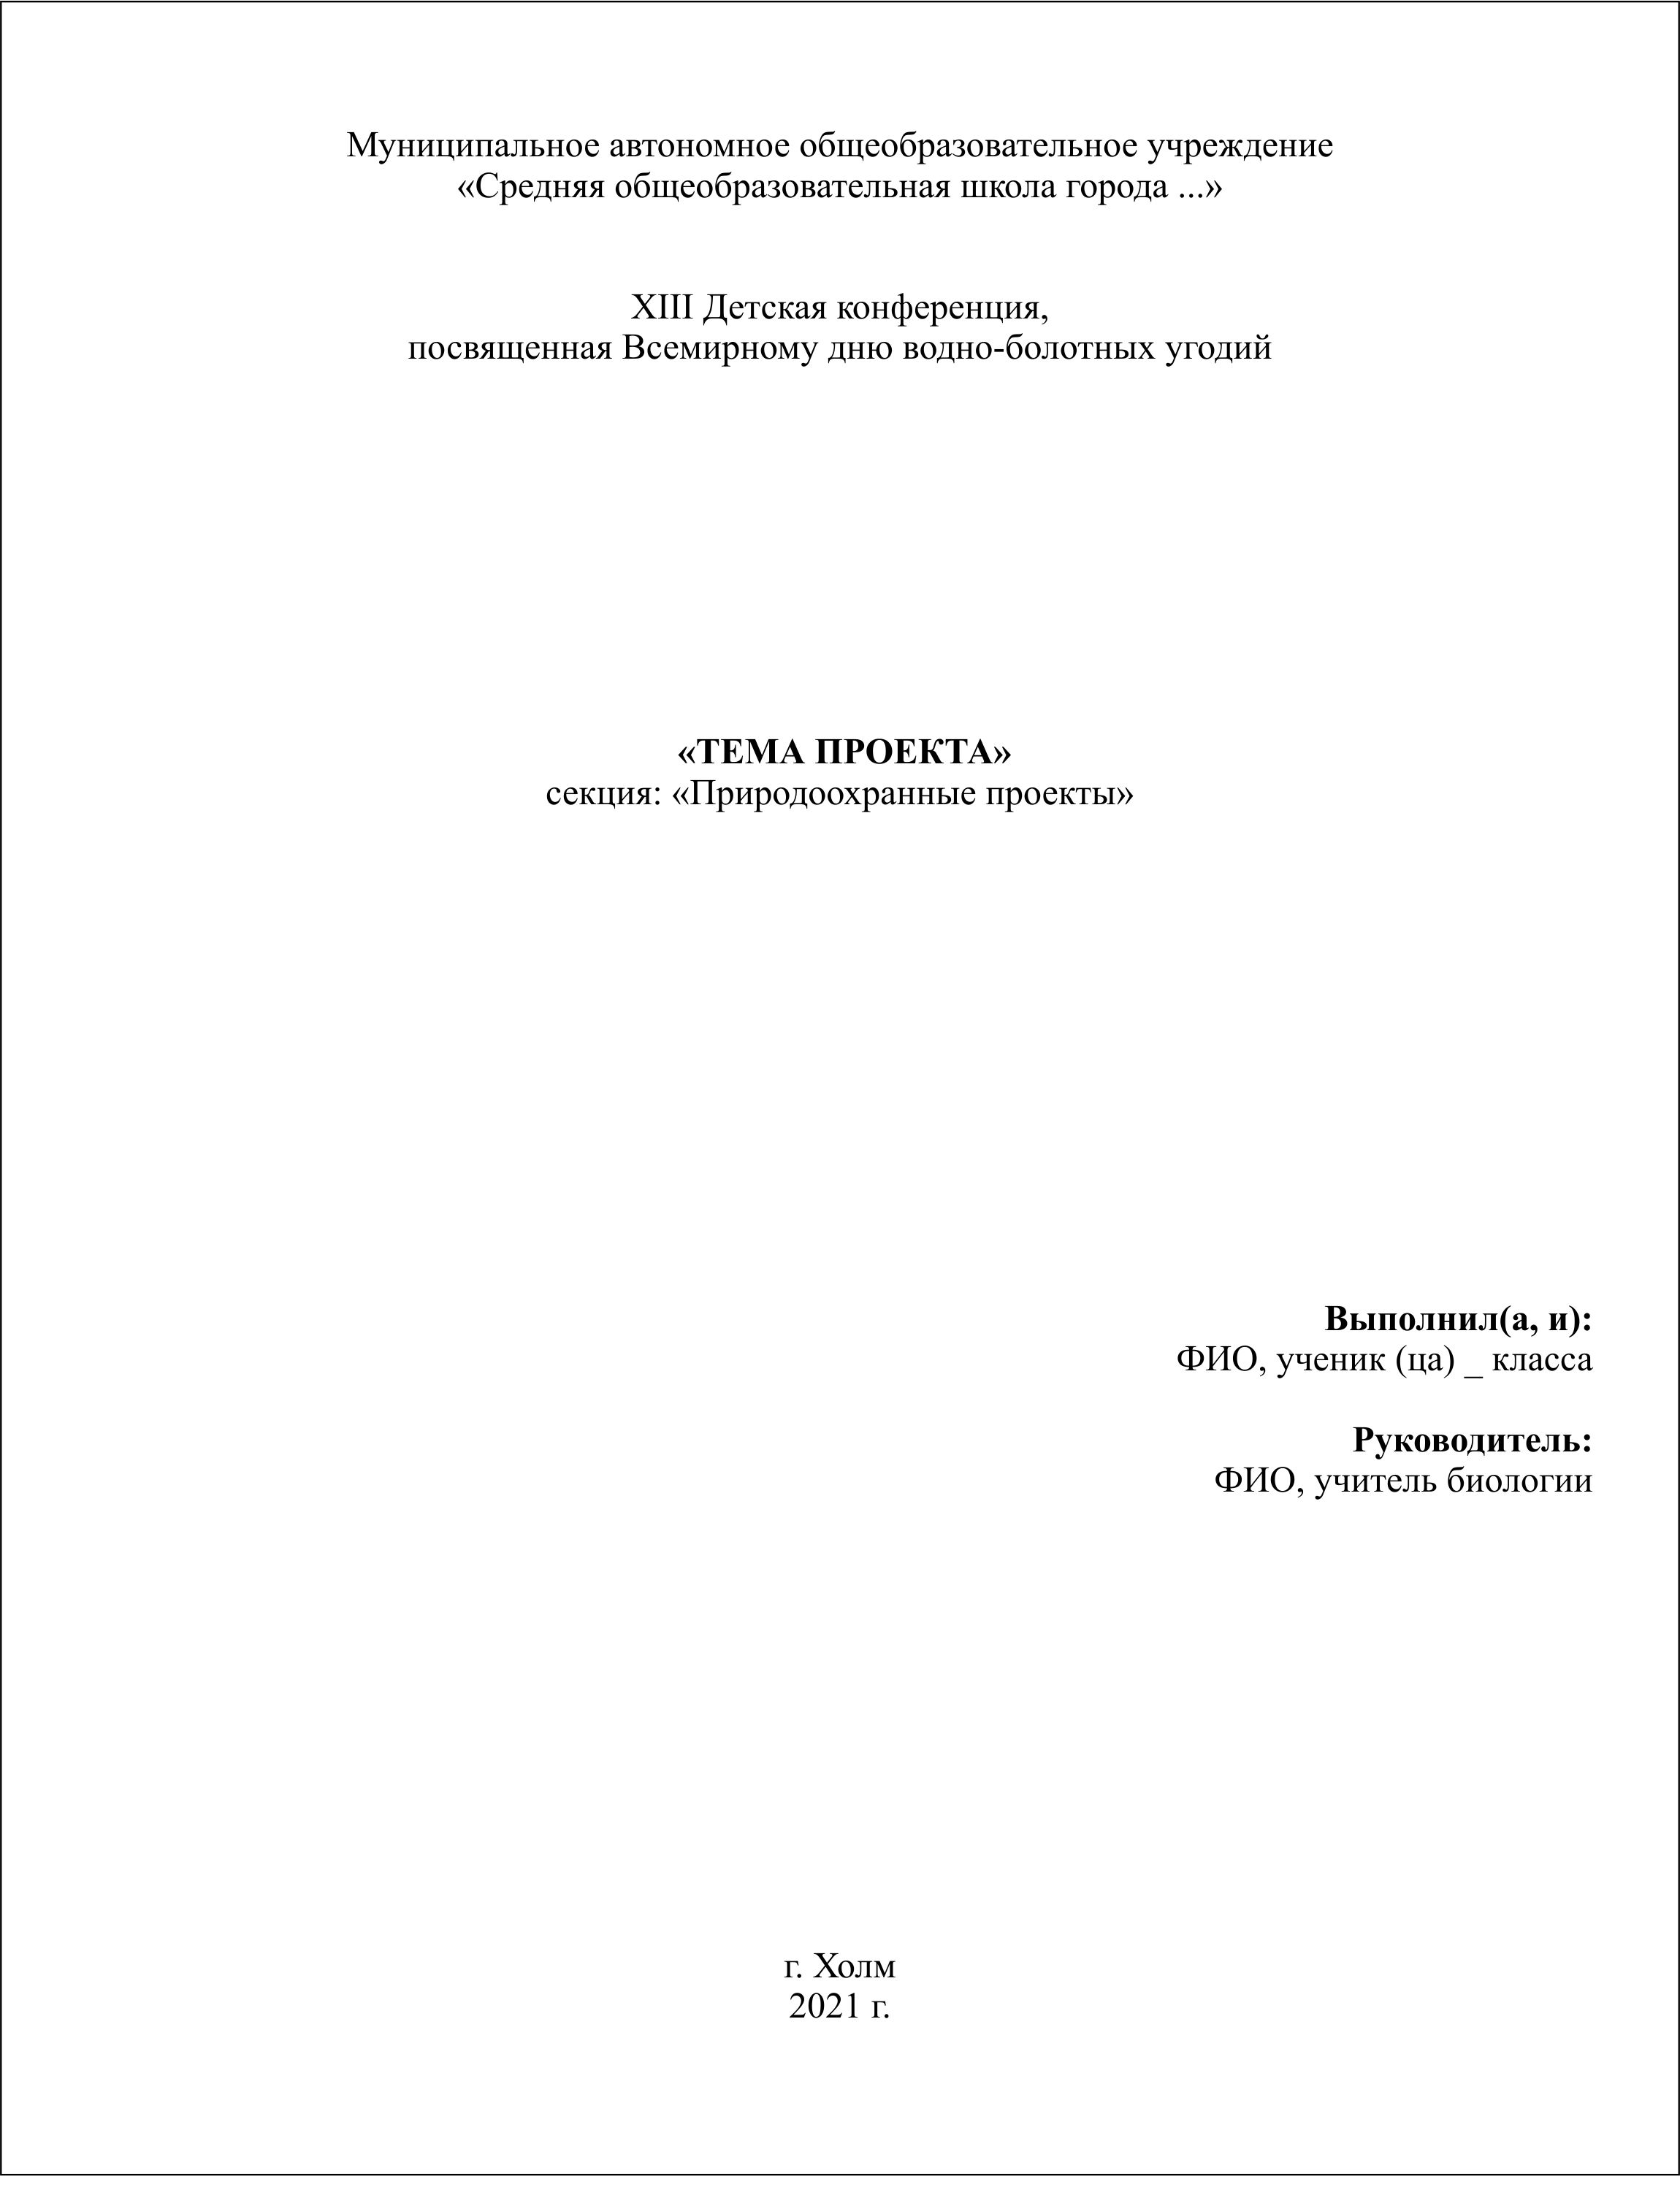 Муниципальное автономное общеобразовательное учреждение
«Средняя общеобразовательная школа города ...»
XIII Детская конференция,
посвященная Всемирному дню водно-болотных угодий
«ТЕМА ПРОЕКТА»
секция: «Природоохранные проекты»
Выполнил(а, и):
ФИО, ученик (ца) _ класса
Руководитель:
ФИО, учитель биологии
г. Холм
2021 г.